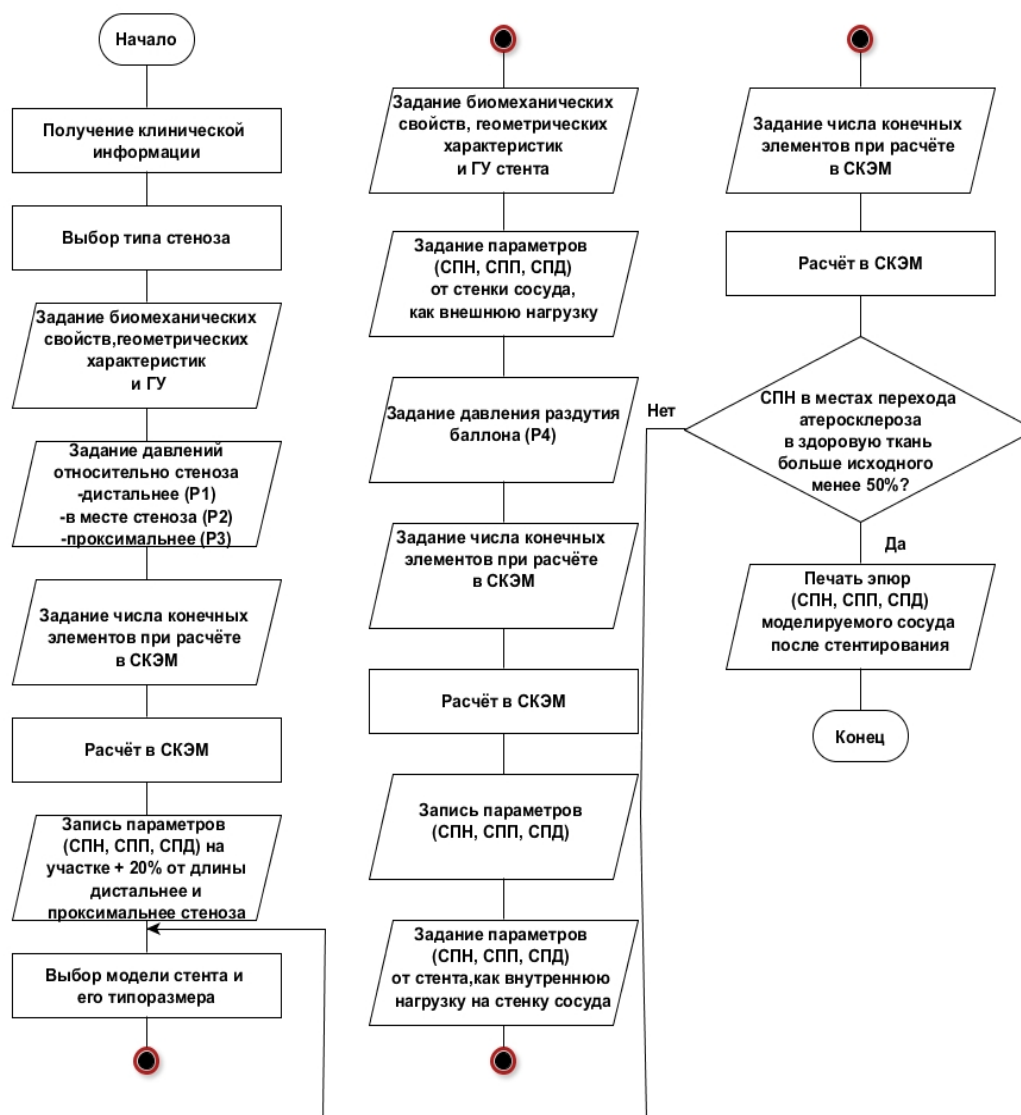 Начало
Получение клинической
информации
Выбор типа стеноза
Задание биомеханических
свойств,геометрических
характеристик
и ГУ
Задание давлений
относительно стеноза
-дистальнее (P1)
-в месте стеноза (P2)
-проксимальнее (P3)
Задание числа конечных
элементов при расчёте
в СКЭМ
Расчёт в СКЭМ
Запись параметров
(СПН, СПП, СПД) на
участке + 20% от длины
дистальнее и
проксимальнее стеноза
Выбор модели стента и
его типоразмера
Задание биомеханических
свойств, геометрических
характеристик
и ГУ стента
Задание параметров
(СПН, СПП, СПД)
от стенки сосуда,
как внешнюю нагрузку
Задание давления раздутия
баллона (P4)
Задание числа конечных
элементов при расчёте
в СКЭМ
Расчёт в СКЭМ
Запись параметров
(СПН, СПП, СПД)
Задание параметров
(СПН, СПП, СПД)
от стента,как внутреннюю
нагрузку на стенку сосуда
Задание числа конечных
элементов при расчёте
в СКЭМ
Расчёт в СКЭМ
Нет
СПН в местах перехода
атеросклероза
в здоровую ткань
больше исходного
менее 50%?
Да
Печать эпюр
(СПН, СПП, СПД)
моделируемого сосуда
после стентирования
Конец